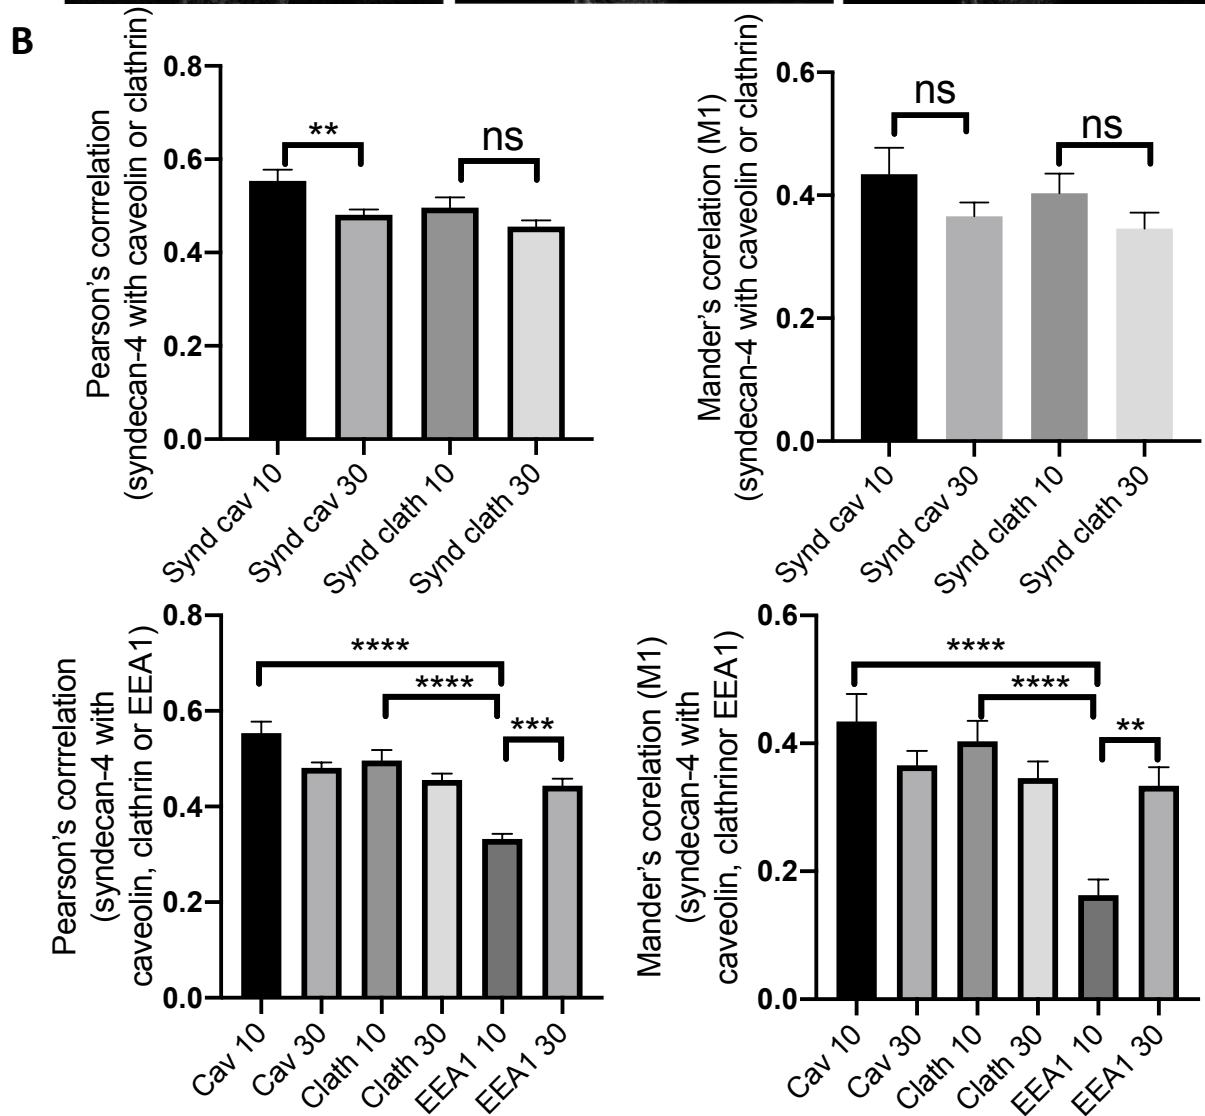 B
Pearson's corrrelation
(syndecan-4 with caveolin or clathrin)
0.8
0.6
0.4
0.2
0.0
**
ns
Synd cav 10
Synd cav 30
Synd clath 10
Synd clath 30
Mander's corelation (M1)
(syndecan-4 with caveolin or clathrin)
0.6
0.4
0.2
0.0
ns
ns
Synd cav 10
Synd cav 30
Synd clath 10
Synd clath 30
Pearson's corrlelation
(syndecan-4 with
caveolin, clathrin or EEA1)
0.8
0.6
0.4
0.2
0.0
****
****
***
Cav 10
Cav 30
Clath 10
Clath 30
EEA1 10
EEA1 30
Mander's corelation (M1)
(syndecan-4 with
caveolin, clathrinor EEA1)
0.6
0.4
0.2
0.0
****
****
**
Cav 10
Cav 30
Clath 10
Clath 30
EEA1 10
EEA1 30